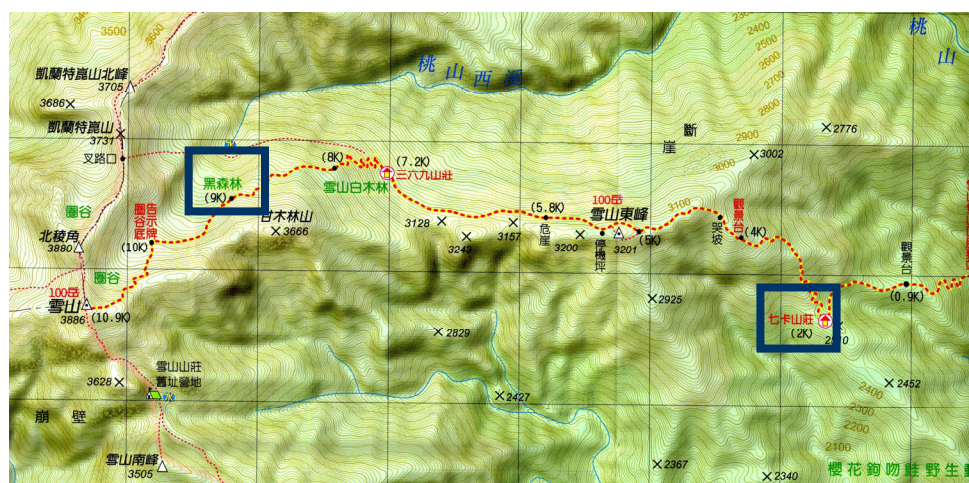 3500
3600
2500
2400
2500
2600
2700
2800
2900
3000
3100
桃山西溪
桃
山
凱蘭特崑山北峰
3705
3686
凱蘭特崑山
3731
叉路口
圈谷
北稜角
3880
圈谷
100岳
雪山
3886
(10.9K)
圈谷底
告示牌
(10K)
黑森林
(9K)
(8K)
雪山白木林
(7.2K)
三六九山莊
白木林山
3666
3128
3243
3157
(5.8K)
危崖
3200
停機坪
100岳
雪山東峰
3201
(5K)
哭坡
觀景台
(4K)
斷崖
2776
3002
2925
七卡山莊
(2K)
觀景台
(0.9K)
2829
2427
2452
2367
2340
2400
2300
2200
2100
雪山山莊
舊址營地
3628
崩壁
雪山南峰
3505
櫻花鉤吻鮭野生動